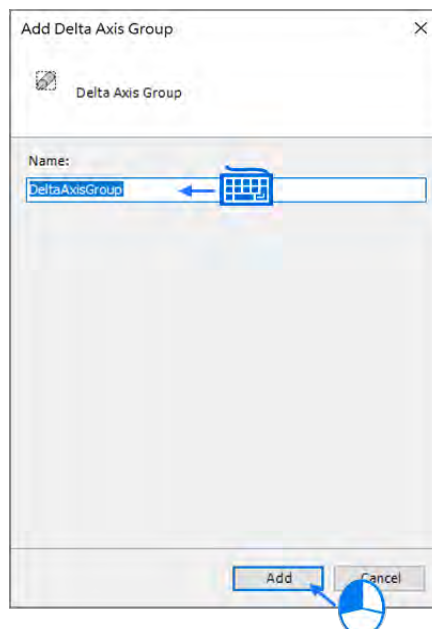 Add Delta Axis Group
Delta Axis Group
Name:
DeltaAxisGroup
Add Cancel